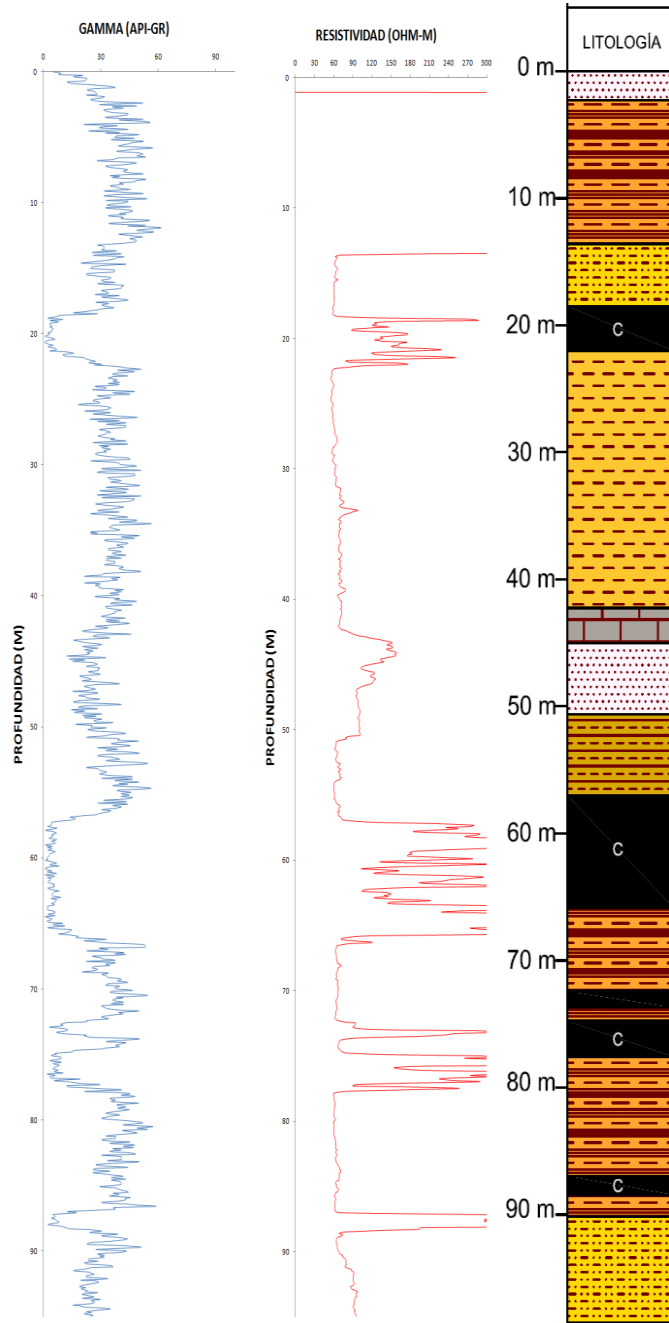 GAMMA (API-GR)
0 30 60 90
0
10
20
30
40
50
60
70
80
90
PROFUNDIDAD (M)
RESISTIVIDAD (OHM-M)
0 30 60 90 120 150 180 210 240 270 300
0
10
20
30
40
50
60
70
80
90
PROFUNDIDAD (M)
LITOLOGÍA
0 m
10 m
20 m
30 m
40 m
50 m
60 m
70 m
80 m
90 m
C
C
C
C